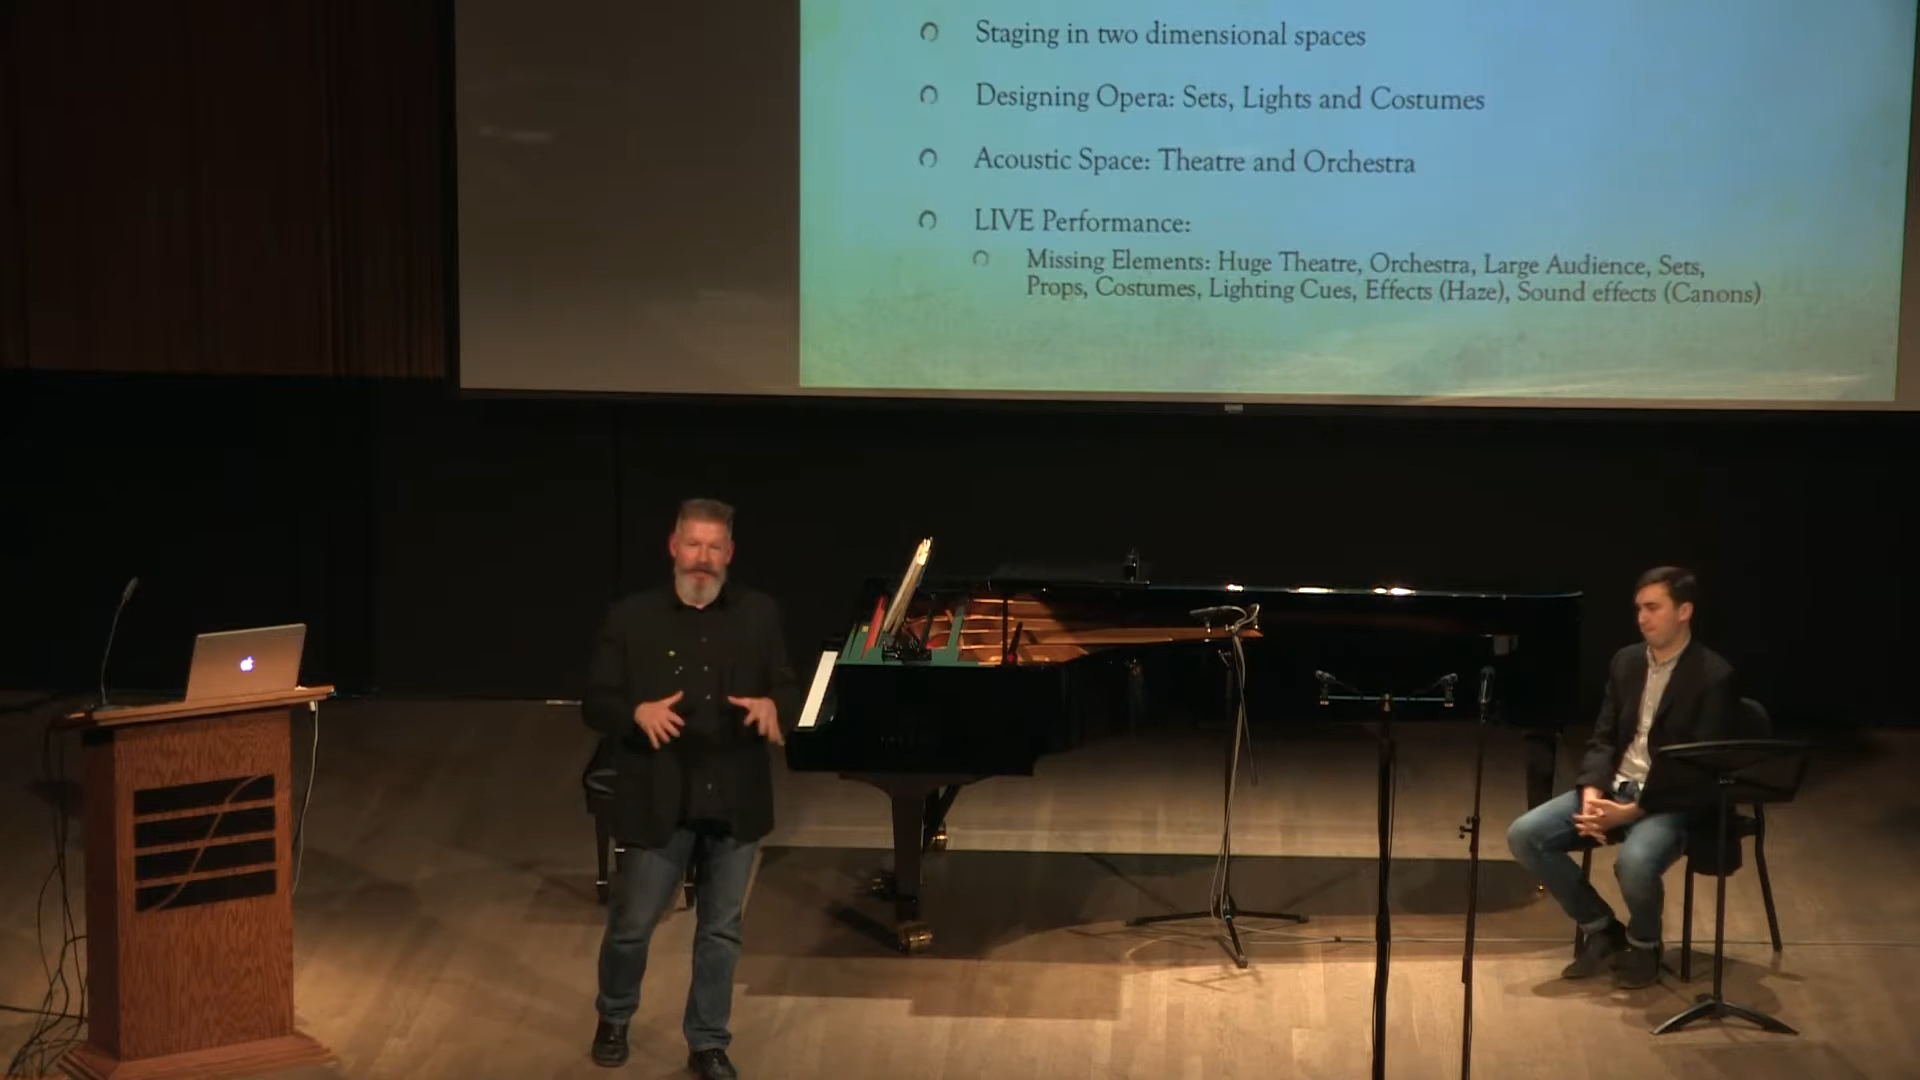 Staging in two dimensional spaces
Designing Opera: Sets, Lights and Costumes
Acoustic Space: Theatre and Orchestra
LIVE Performance:
Missing Elements: Huge Theatre, Orchestra, Large Audience, Sets,
Props, Costumes, Lighting Cues, Effects (Haze), Sound effects (Canons)